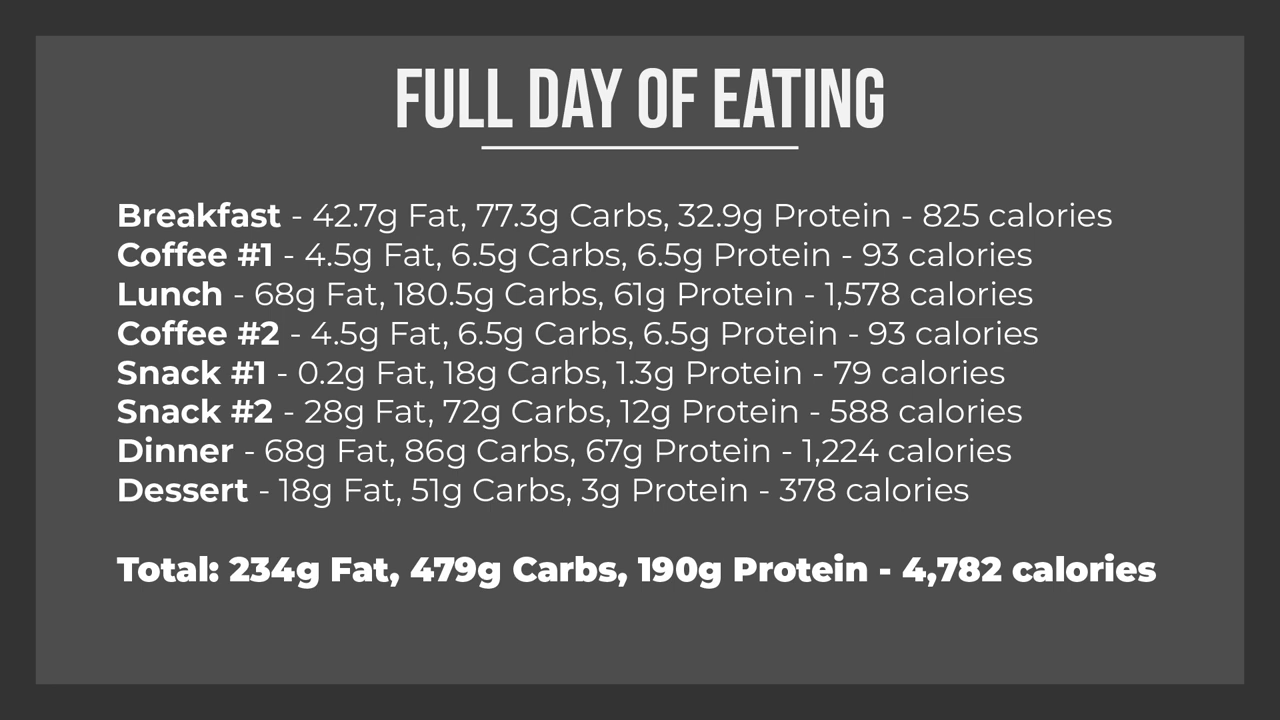 FULL DAY OF EATING
Breakfast - 42.7g Fat, 77.3g Carbs, 32.9g Protein - 825 calories
Coffee #1 - 4.5g Fat, 6.5g Carbs, 6.5g Protein - 93 calories
Lunch - 68g Fat, 180.5g Carbs, 61g Protein - 1,578 calories
Coffee #2 - 4.5g Fat, 6.5g Carbs, 6.5g Protein - 93 calories
Snack #1 - 0.2g Fat, 18g Carbs, 1.3g Protein - 79 calories
Snack #2 - 28g Fat, 72g Carbs, 12g Protein - 588 calories
Dinner - 68g Fat, 86g Carbs, 67g Protein - 1,224 calories
Dessert - 18g Fat, 51g Carbs, 3g Protein - 378 calories
Total: 234g Fat, 479g Carbs, 190g Protein - 4,782 calories